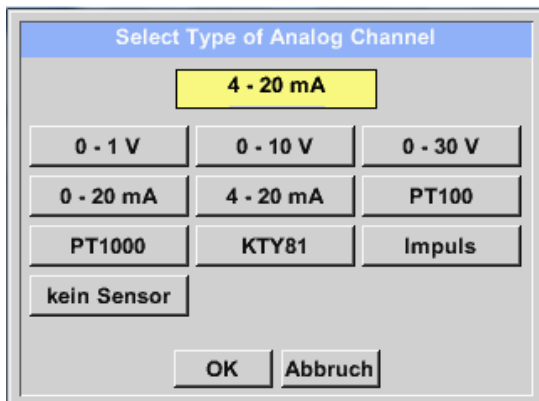 Select Type of Analog Channel
4 - 20 mA
0 - 1 V
0 - 10 V
0 - 30 V
0 - 20 mA
4 - 20 mA
PT100
PT1000
KTY81
Impuls
kein Sensor
OK
Abbruch